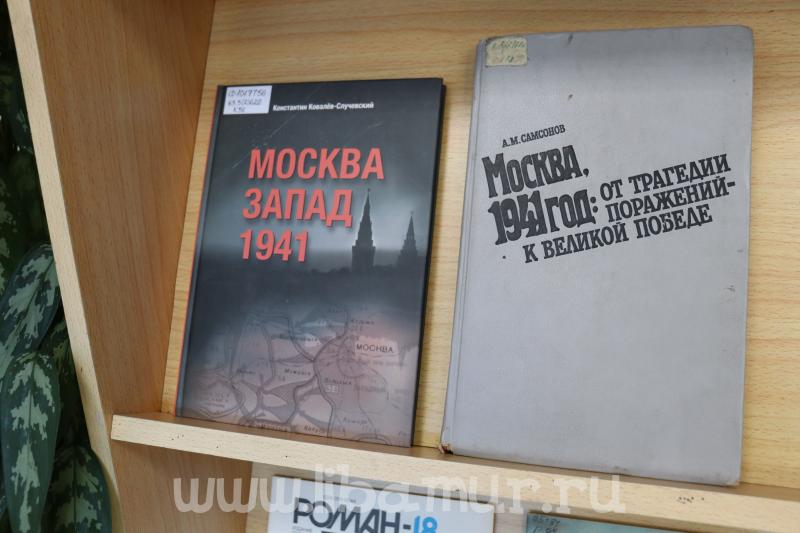 Константин Ковалёв-Случевский
МОСКВА
ЗАПАД
1941
МОСКВА
А.М. САМСОНОВ
МОСКВА,
1941 ГОД: ОТ ТРАГЕДИИ
ПОРАЖЕНИЙ-
К ВЕЛИКОЙ ПОБЕДЕ
www.libamur.ru
РОМАН-18